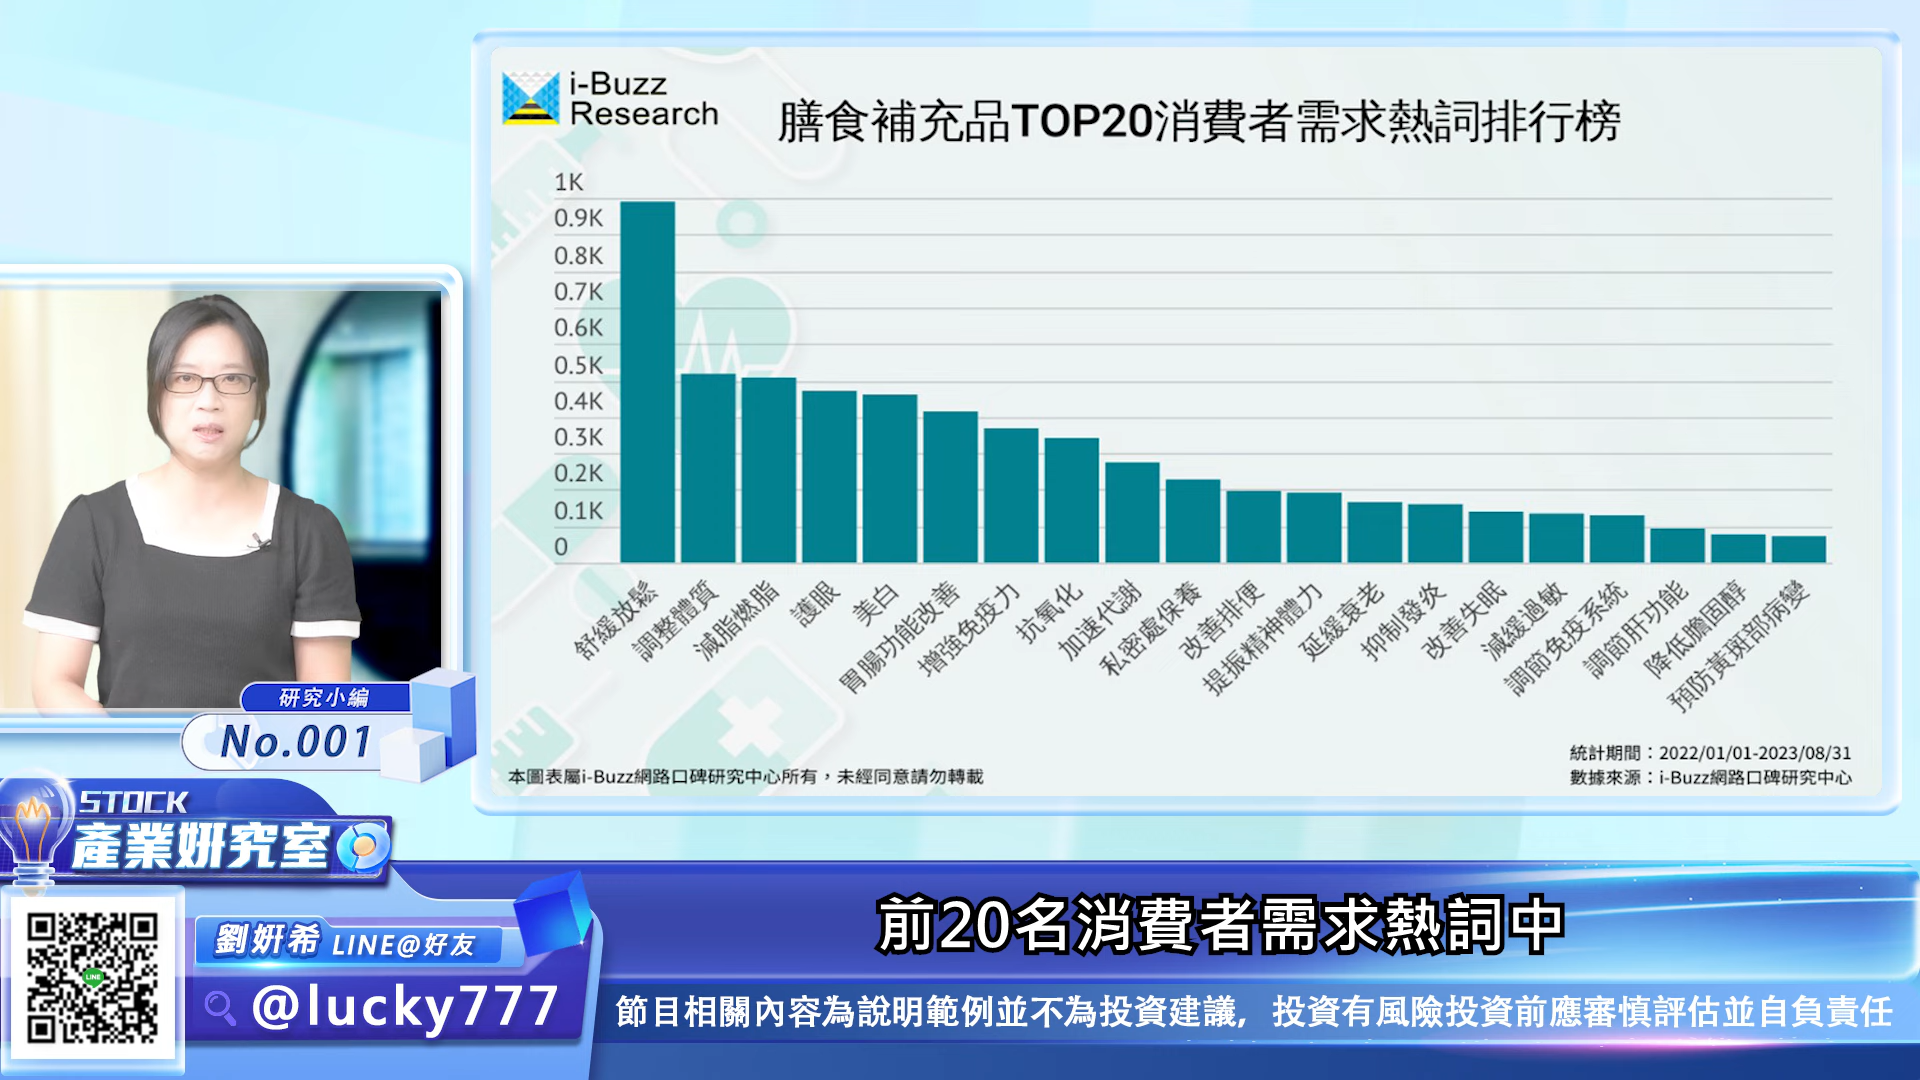 i-Buzz
Research
膳食補充品TOP20消費者需求熱詞排行榜
1K
0.9K
0.8K
0.7K
0.6K
0.5K
0.4K
0.3K
0.2K
0.1K
0
舒緩放鬆
調整體質
減脂燃脂
護眼
美白
胃腸功能改善
增強免疫力
抗氧化
加速代謝
私密處保養
改善排便
提振精神體力
延緩衰老
抑制發炎
改善失眠
減緩過敏
調節免疫系統
調節肝功能
降低膽固醇
預防黃斑部病變
統計期間：2022/01/01-2023/08/31
本圖表屬i-Buzz網路口碑研究中心所有，未經同意請勿轉載
數據來源：i-Buzz網路口碑研究中心
研究小編
No.001
STOCK
產業妍究室
LINE
劉妍希 LINE@好友
@lucky777
前20名消費者需求熱詞中
節目相關內容為說明範例並不為投資建議，投資有風險投資前應審慎評估並自負責任